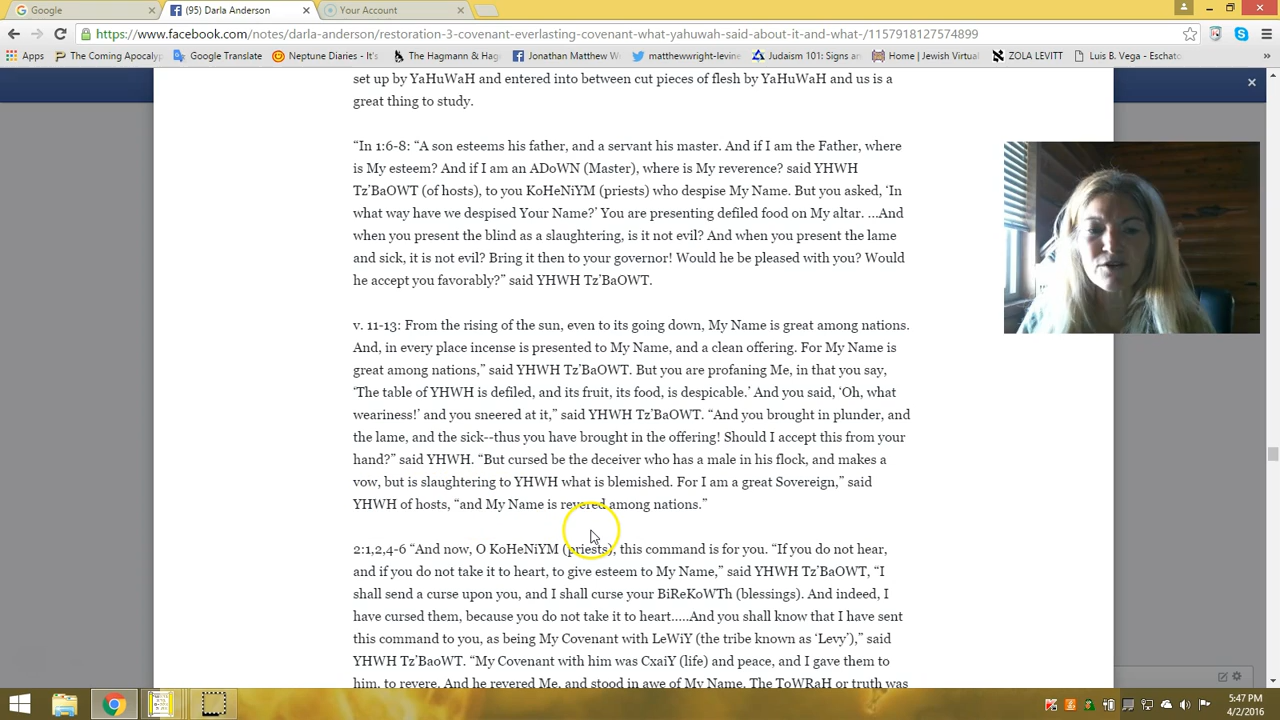 Google
(95) Darla Anderson
Your Account
https://www.facebook.com/notes/darla-anderson/restoration-3-covenant-everlasting-covenant-what-yahuwah-said-about-it-and-what-/1157918127574899
Apps
The Coming Apocalyp
Google Translate
Neptune Diaries - It's
The Hagmann and Ha
Jonathan Matthew W
matthewwright-levine
Judaism 101: Signs an
Home | Jewish Virtual
ZOLA LEVITT
Luis B. Vega - Eschato
set up by YaHuWaH and entered into between cut pieces of flesh by YaHuWaH and us is a
great thing to study.
“In 1:6-8: “A son esteems his father, and a servant his master. And if I am the Father, where
is My esteem? And if I am an ADoWN (Master), where is My reverence? said YHWH
Tz’BaOWT (of hosts), to you KoHeNiYM (priests) who despise My Name. But you asked, ‘In
what way have we despised Your Name?’ You are presenting defiled food on My altar. …And
when you present the blind as a slaughtering, is it not evil? And when you present the lame
and sick, it is not evil? Bring it then to your governor! Would he be pleased with you? Would
he accept you favorably?” said YHWH Tz’BaOWT.
v. 11-13: From the rising of the sun, even to its going down, My Name is great among nations.
And, in every place incense is presented to My Name, and a clean offering. For My Name is
great among nations,” said YHWH Tz’BaOWT. But you are profaning Me, in that you say,
‘The table of YHWH is defiled, and its fruit, its food, is despicable.’ And you said, ‘Oh, what
weariness!’ and you sneered at it,” said YHWH Tz’BaOWT. “And you brought in plunder, and
the lame, and the sick--thus you have brought in the offering! Should I accept this from your
hand?” said YHWH. “But cursed be the deceiver who has a male in his flock, and makes a
vow, but is slaughtering to YHWH what is blemished. For I am a great Sovereign,” said
YHWH of hosts, “and My Name is revered among nations.”
2:1,2,4-6 “And now, O KoHeNiYM (priests), this command is for you. “If you do not hear,
and if you do not take it to heart, to give esteem to My Name,” said YHWH Tz’BaOWT, “I
shall send a curse upon you, and I shall curse your BiReKoWTh (blessings). And indeed, I
have cursed them, because you do not take it to heart…..And you shall know that I have sent
this command to you, as being My Covenant with LeWiY (the tribe known as ‘Levy’),” said
YHWH Tz’BaoWT. “My Covenant with him was CxaiY (life) and peace, and I gave them to
him, to revere. And he revered Me, and stood in awe of My Name. The ToWRaH or truth was
5:47 PM
4/2/2016